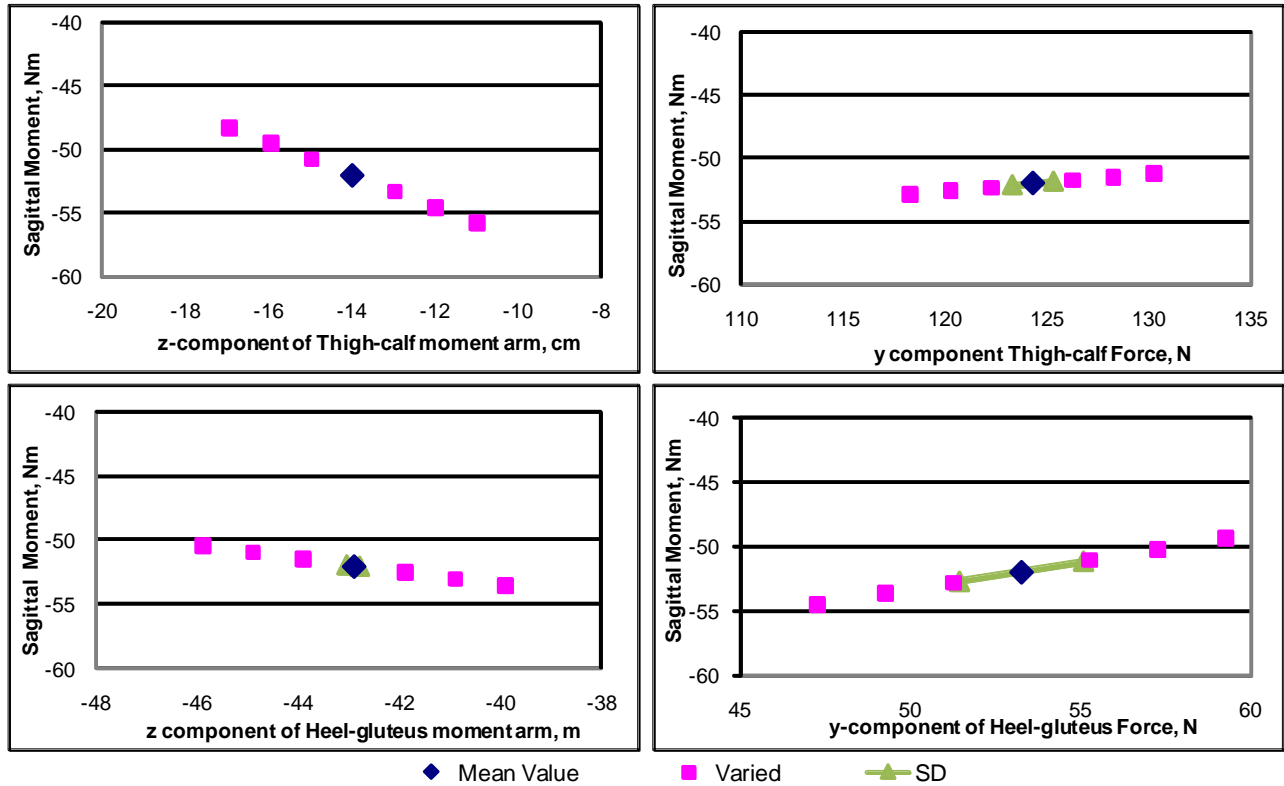 -40
-45
-50
-55
-60
Sagittal Moment, Nm
-20 -18 -16 -14 -12 -10 -8
z-component of Thigh-calf moment arm, cm
-40
-45
-50
-55
-60
Sagittal Moment, Nm
110 115 120 125 130 135
y component Thigh-calf Force, N
-40
-45
-50
-55
-60
Sagittal Moment, Nm
-48 -46 -44 -42 -40 -38
z component of Heel-gluteus moment arm, m
-40
-45
-50
-55
-60
Sagittal Moment, Nm
45 50 55 60
y-component of Heel-gluteus Force, N
Mean Value Varied SD